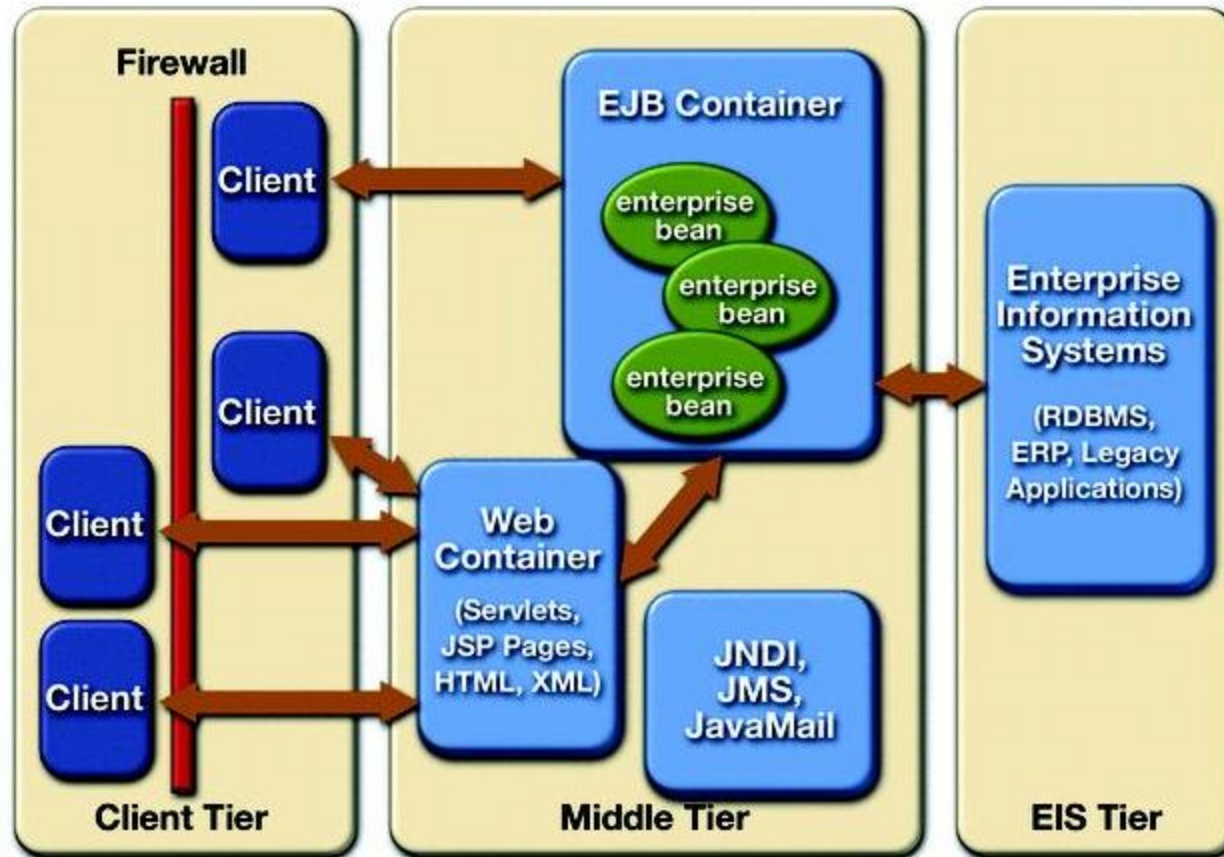 Firewall
Client
Client
Client
Client
Client Tier
EJB Container
enterprise
bean
enterprise
bean
enterprise
bean
Web
Container
(Servlets,
JSP Pages,
HTML, XML)
JNDI,
JMS,
JavaMail
Middle Tier
Enterprise
Information
Systems
(RDBMS,
ERP, Legacy
Applications)
EIS Tier